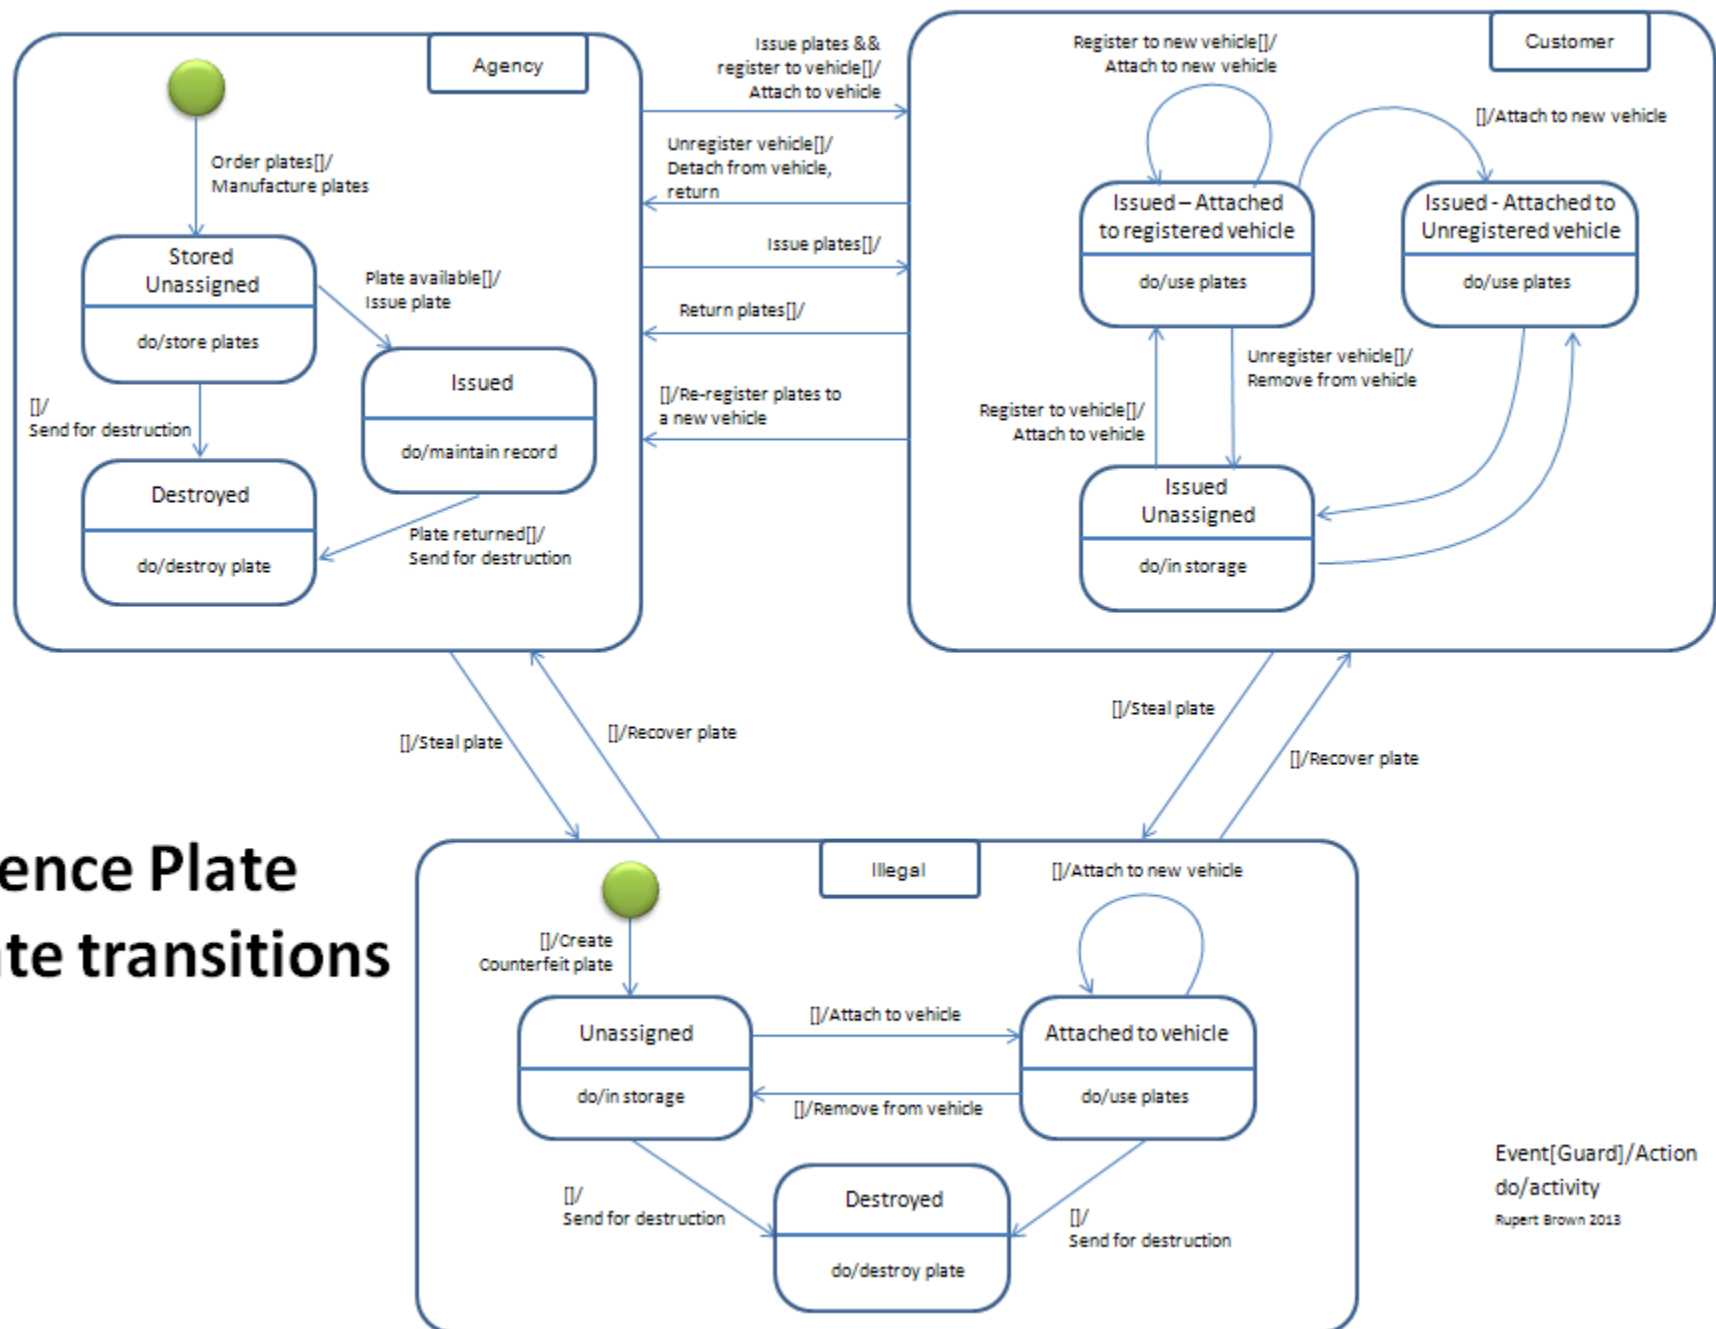 Agency
Order plates[]/
Manufacture plates
Stored
Unassigned
do/store plates
Plate available[]/
Issue plate
Issued
do/maintain record
[]/
Send for destruction
Destroyed
do/destroy plate
Plate returned[]/
Send for destruction
Issue plates &&
register to vehicle[]/
Attach to vehicle
Unregister vehicle[]/
Detach from vehicle,
return
Issue plates[]/
Return plates[]/
[]/Re-register plates to
a new vehicle
Customer
Register to new vehicle[]/
Attach to new vehicle
[]/Attach to new vehicle
Issued – Attached
to registered vehicle
do/use plates
Issued - Attached to
Unregistered vehicle
do/use plates
Unregister vehicle[]/
Remove from vehicle
Register to vehicle[]/
Attach to vehicle
Issued
Unassigned
do/in storage
[]/Steal plate
[]/Recover plate
[]/Steal plate
[]/Recover plate
ence Plate
te transitions
Illegal
[]/Create
Counterfeit plate
[]/Attach to new vehicle
Unassigned
do/in storage
[]/Attach to vehicle
[]/Remove from vehicle
Attached to vehicle
do/use plates
[]/
Send for destruction
Destroyed
do/destroy plate
[]/
Send for destruction
Event[Guard]/Action
do/activity
Rupert Brown 2013